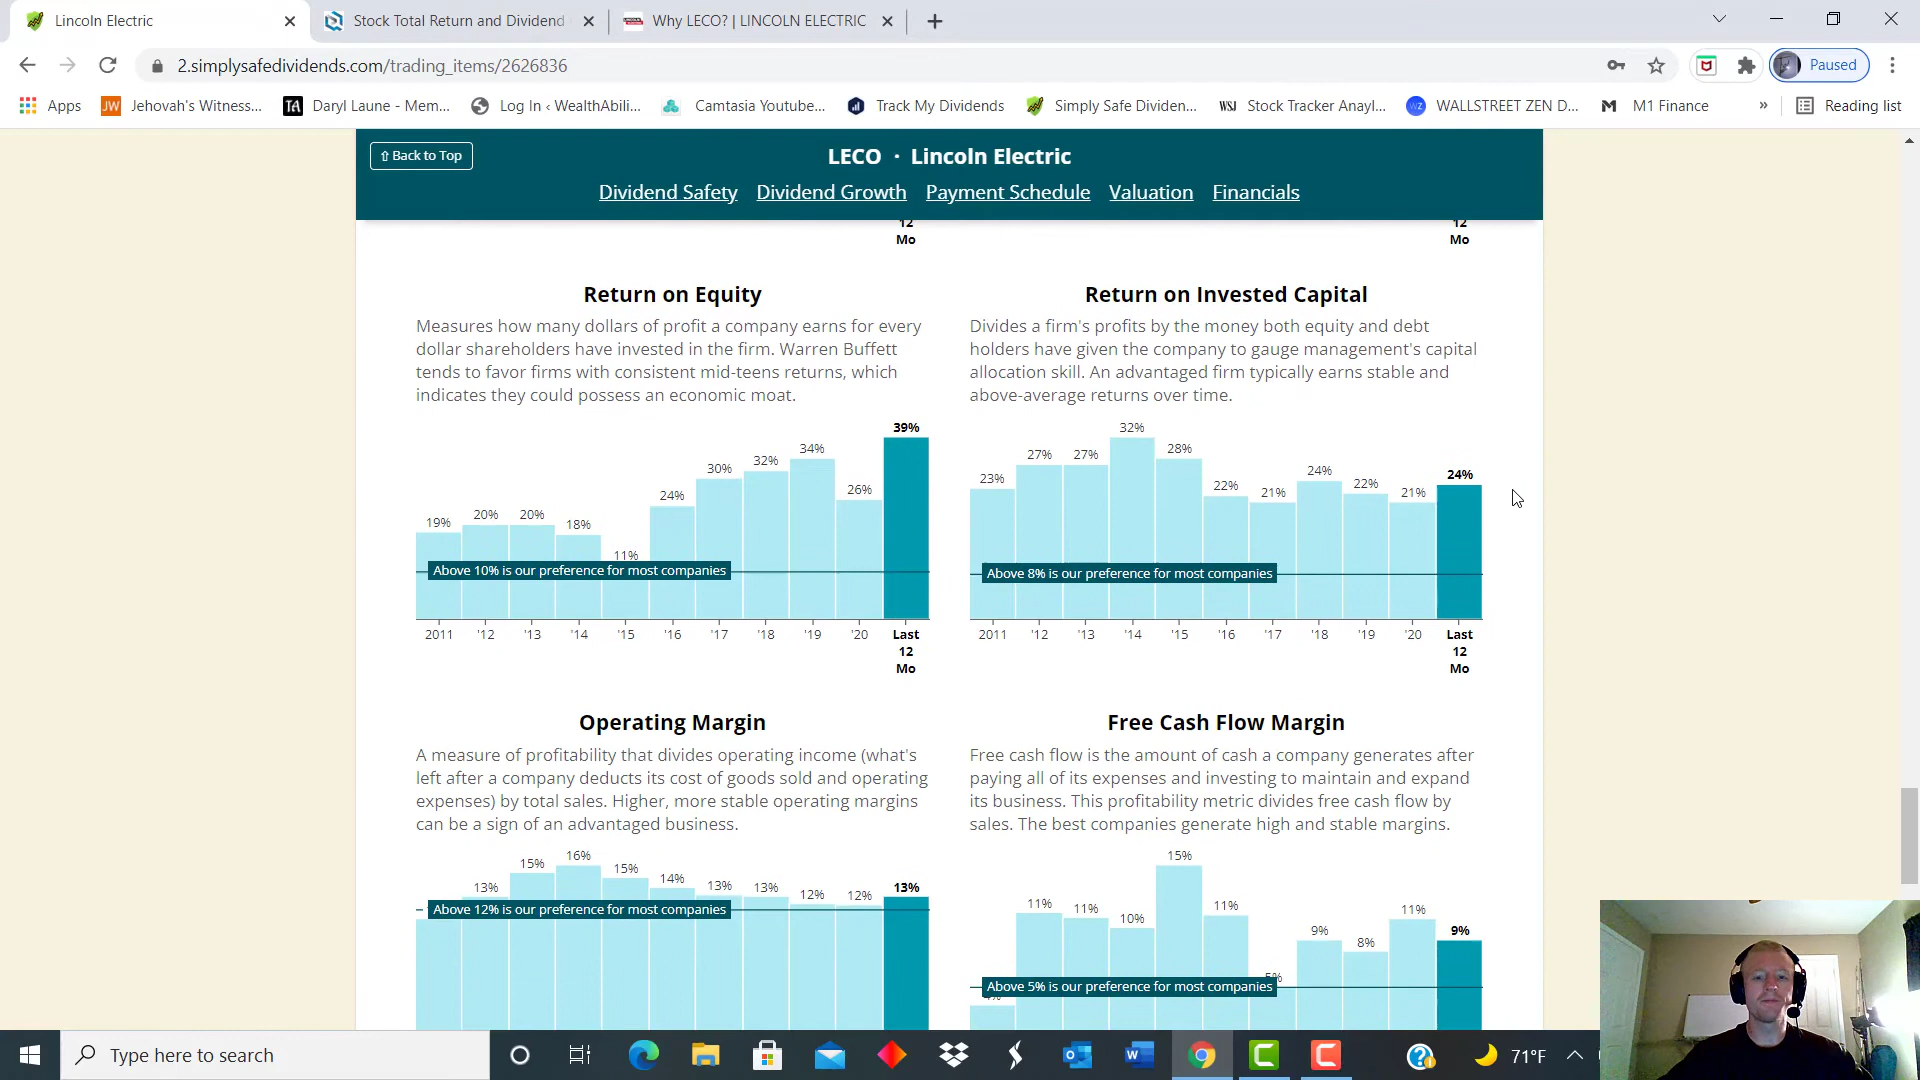 Lincoln Electric
Stock Total Return and Dividend
Why LECO? | LINCOLN ELECTRIC
2.simplysafedividends.com/trading_items/2626836
Paused
Apps
JW Jehovah's Witness...
TA Daryl Laune - Mem...
Log In ‹ WealthAbili...
Camtasia Youtube...
Track My Dividends
Simply Safe Dividen...
WSJ Stock Tracker Anayl...
WZ WALLSTREET ZEN D...
M M1 Finance
»
Reading list
⇧ Back to Top
LECO · Lincoln Electric
Dividend Safety Dividend Growth Payment Schedule Valuation Financials
12
Mo
12
Mo
Return on Equity
Measures how many dollars of profit a company earns for every
dollar shareholders have invested in the firm. Warren Buffett
tends to favor firms with consistent mid-teens returns, which
indicates they could possess an economic moat.
19% 20% 20% 18% 11% 24% 30% 32% 34% 26% 39%
Above 10% is our preference for most companies
2011 '12 '13 '14 '15 '16 '17 '18 '19 '20 Last
12
Mo
Return on Invested Capital
Divides a firm's profits by the money both equity and debt
holders have given the company to gauge management's capital
allocation skill. An advantaged firm typically earns stable and
above-average returns over time.
23% 27% 27% 32% 28% 22% 21% 24% 22% 21% 24%
Above 8% is our preference for most companies
2011 '12 '13 '14 '15 '16 '17 '18 '19 '20 Last
12
Mo
Operating Margin
A measure of profitability that divides operating income (what's
left after a company deducts its cost of goods sold and operating
expenses) by total sales. Higher, more stable operating margins
can be a sign of an advantaged business.
13% 15% 16% 15% 14% 13% 13% 12% 12% 13%
Above 12% is our preference for most companies
Free Cash Flow Margin
Free cash flow is the amount of cash a company generates after
paying all of its expenses and investing to maintain and expand
its business. This profitability metric divides free cash flow by
sales. The best companies generate high and stable margins.
11% 11% 10% 15% 11% 5% 9% 8% 11% 9%
Above 5% is our preference for most companies
Type here to search
71°F